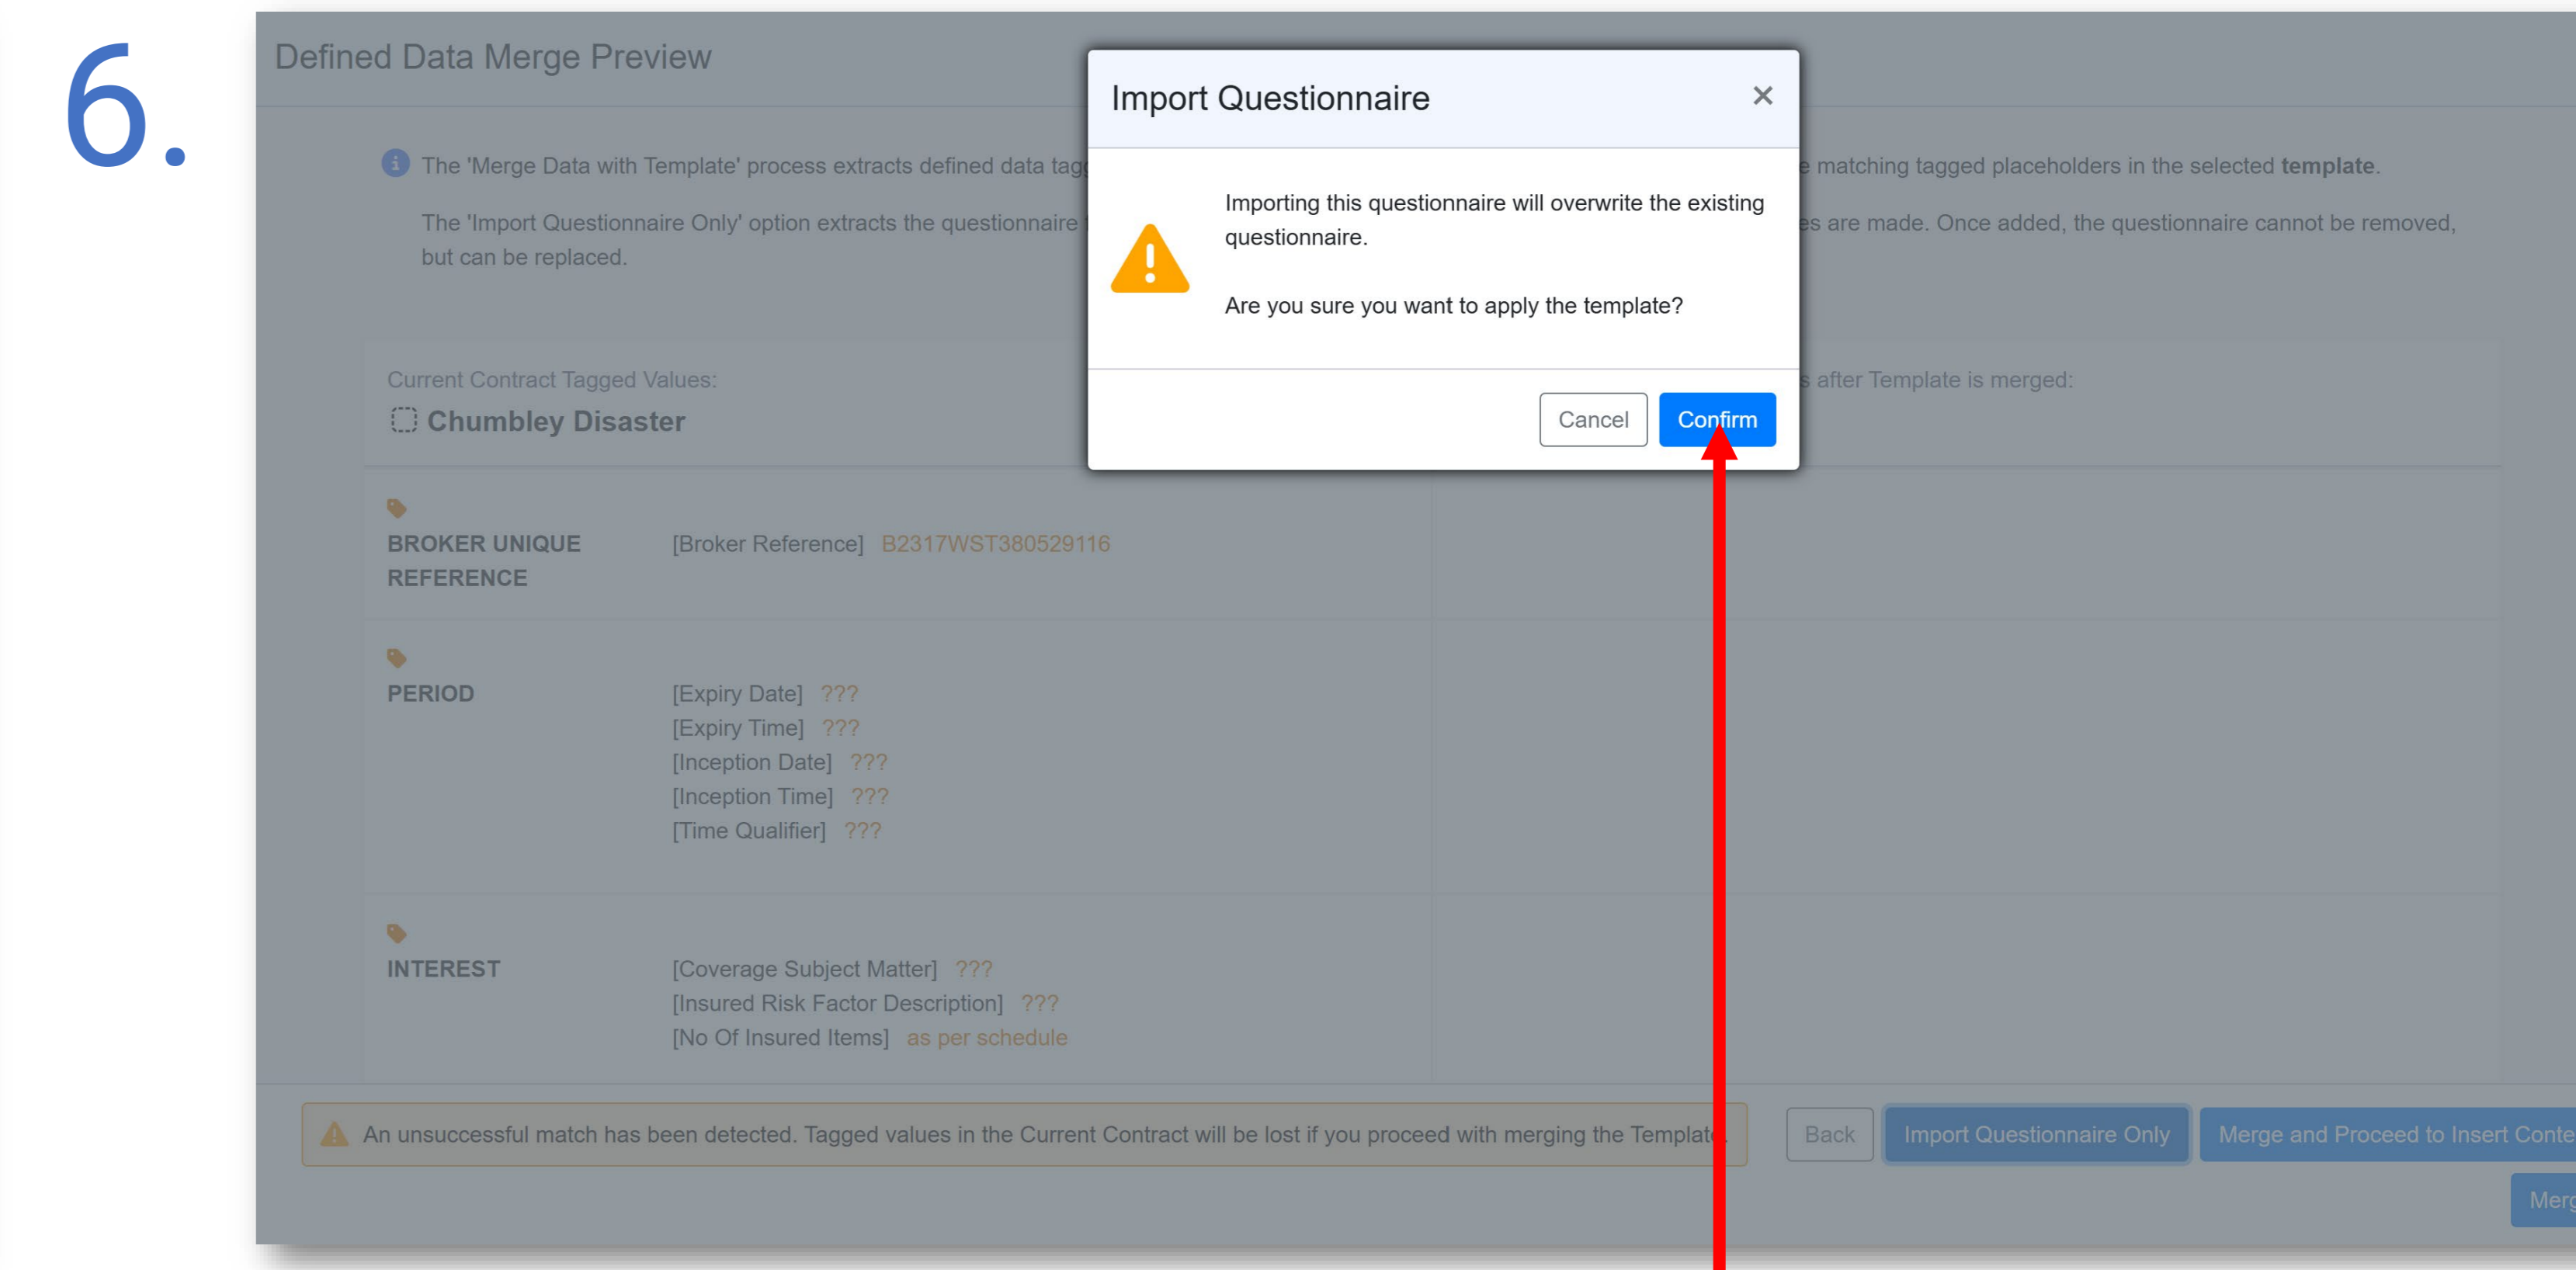 6.
Defined Data Merge Preview
Import Questionnaire
The 'Merge Data with Template' process extracts defined data matching tagged placeholders in the selected template.
The 'Import Questionnaire Only' option extracts the questionnaire are made. Once added, the questionnaire cannot be removed,
but can be replaced.
Importing this questionnaire will overwrite the existing
questionnaire.
Are you sure you want to apply the template?
Cancel Confirm
Current Contract Tagged Values: after Template is merged:
Chumbley Disaster
BROKER UNIQUE [Broker Reference] B2317WST380529116
REFERENCE
PERIOD [Expiry Date] ???
[Expiry Time] ???
[Inception Date] ???
[Inception Time] ???
[Time Qualifier] ???
INTEREST [Coverage Subject Matter] ???
[Insured Risk Factor Description] ???
[No Of Insured Items] as per schedule
An unsuccessful match has been detected. Tagged values in the Current Contract will be lost if you proceed with merging the Template.
Back Import Questionnaire Only Merge and Proceed to Insert